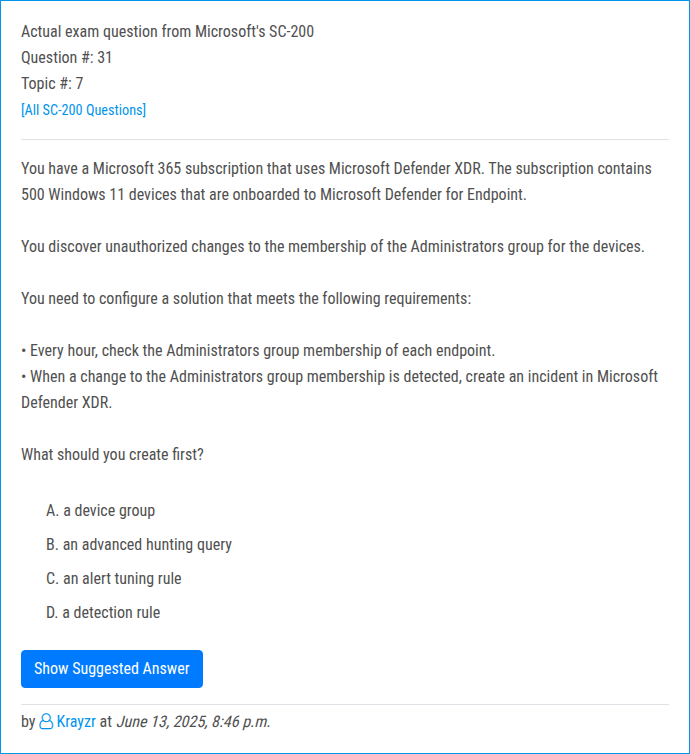 Actual exam question from Microsoft's SC-200
Question #: 31
Topic #: 7
[All SC-200 Questions]
You have a Microsoft 365 subscription that uses Microsoft Defender XDR. The subscription contains
500 Windows 11 devices that are onboarded to Microsoft Defender for Endpoint.
You discover unauthorized changes to the membership of the Administrators group for the devices.
You need to configure a solution that meets the following requirements:
• Every hour, check the Administrators group membership of each endpoint.
• When a change to the Administrators group membership is detected, create an incident in Microsoft
Defender XDR.
What should you create first?
A. a device group
B. an advanced hunting query
C. an alert tuning rule
D. a detection rule
Show Suggested Answer
by Krayzr at June 13, 2025, 8:46 p.m.